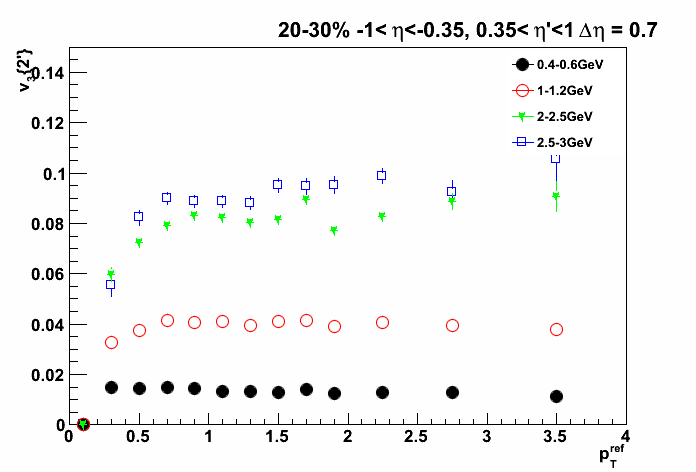 20-30% -1< η<-0.35, 0.35< η'<1 Δη = 0.7
v₃{2'}
0.14
0.12
0.1
0.08
0.06
0.04
0.02
0
0.4-0.6GeV
1-1.2GeV
2-2.5GeV
2.5-3GeV
0 0.5 1 1.5 2 2.5 3 3.5 4
p_T^ref